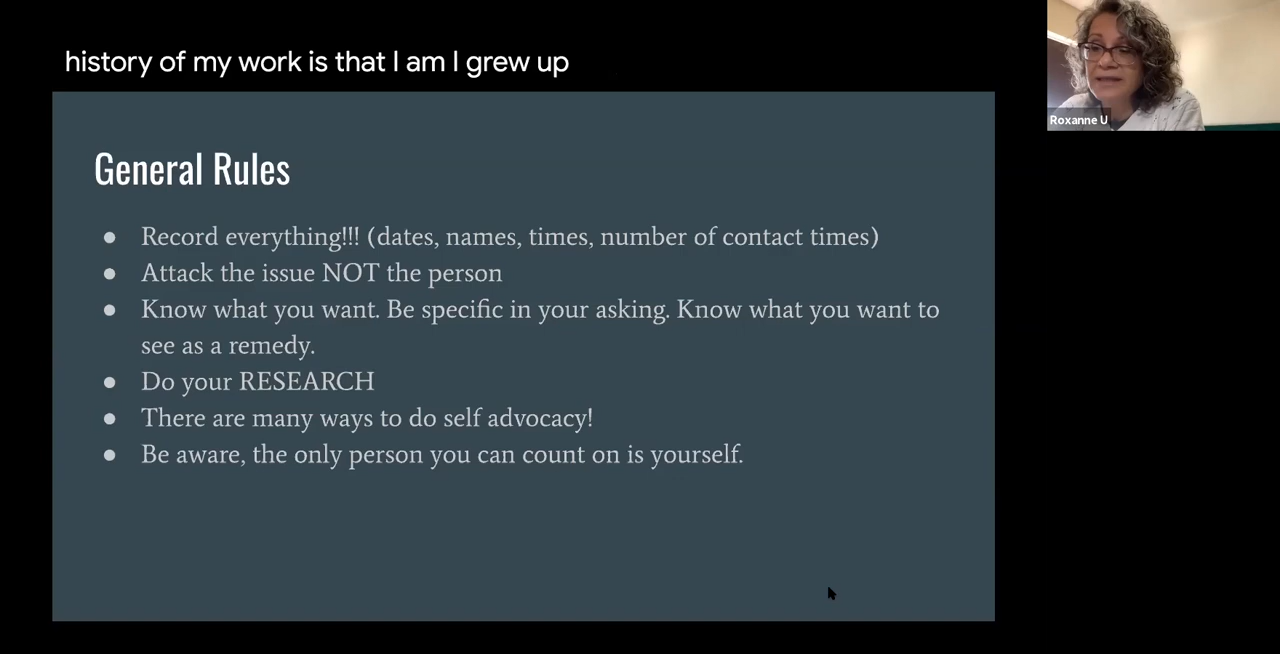 history of my work is that I am I grew up
Roxanne U
General Rules
● Record everything!!! (dates, names, times, number of contact times)
● Attack the issue NOT the person
● Know what you want. Be specific in your asking. Know what you want to
see as a remedy.
● Do your RESEARCH
● There are many ways to do self advocacy!
● Be aware, the only person you can count on is yourself.